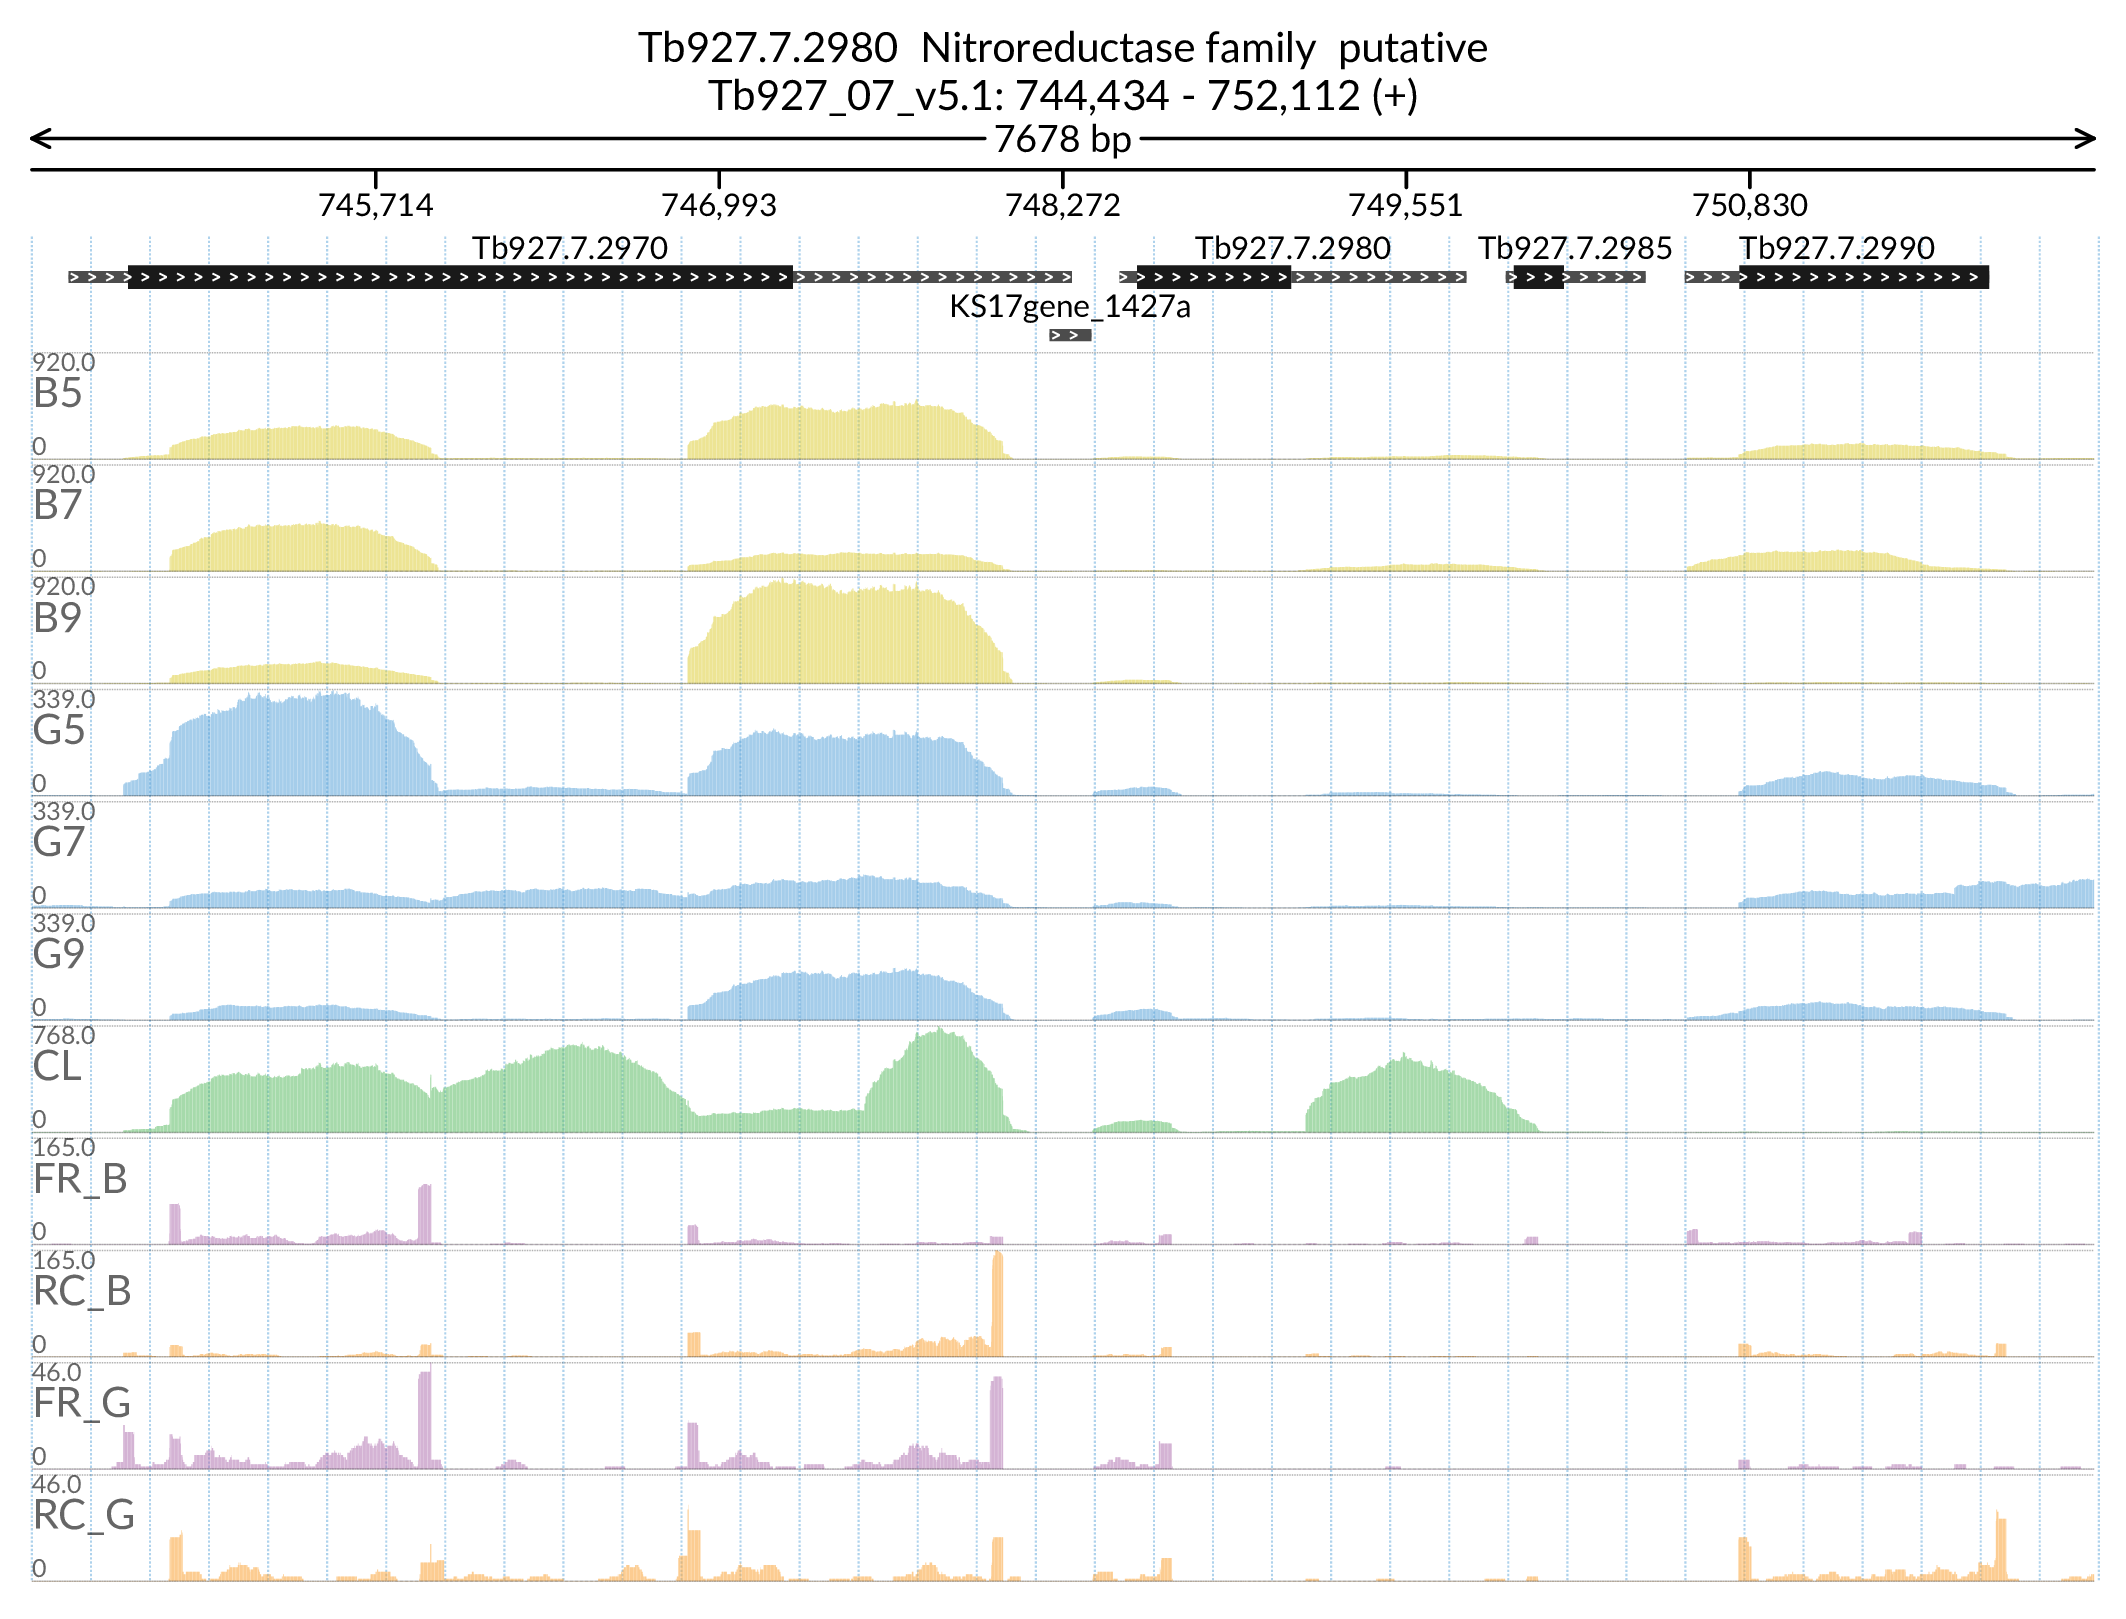 Tb927.7.2980 Nitroreductase family putative
Tb927_07_v5.1: 744,434 - 752,112 (+)
7678 bp
745,714 746,993 748,272 749,551 750,830
Tb927.7.2970 Tb927.7.2980 Tb927.7.2985 Tb927.7.2990
KS17gene_1427a
920.0
B5
0
920.0
B7
0
920.0
B9
0
339.0
G5
0
339.0
G7
0
339.0
G9
0
768.0
CL
0
165.0
FR_B
0
165.0
RC_B
0
46.0
FR_G
0
46.0
RC_G
0